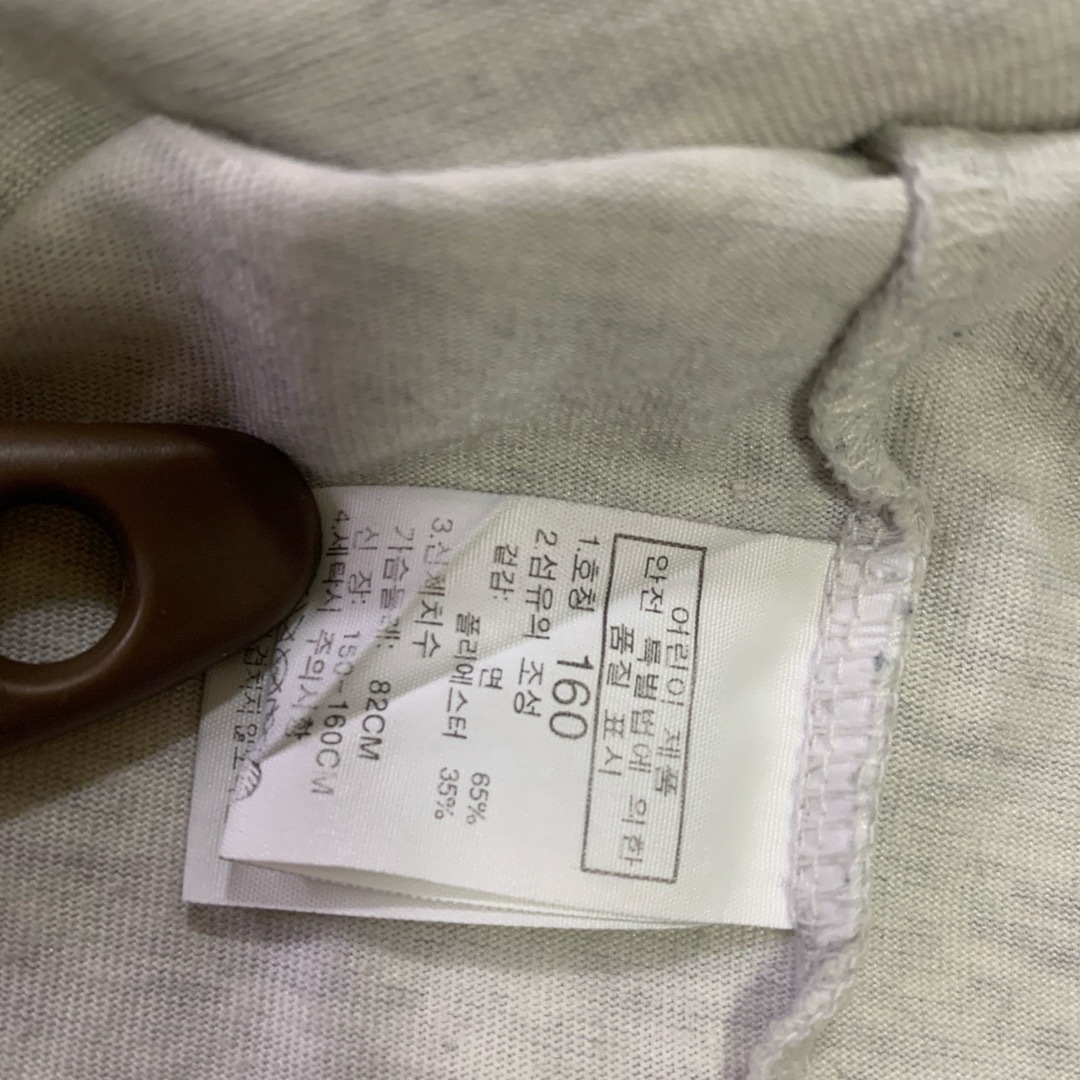 어린이 제품
안전 특별법에 의한
품질 표시
1.호칭 160
2.섬유의 조성
겉감: 면 65%
폴리에스터 35%
3.신체치수
가슴둘레: 82CM
신 장: 150-160CM
4.세탁시 주의사항